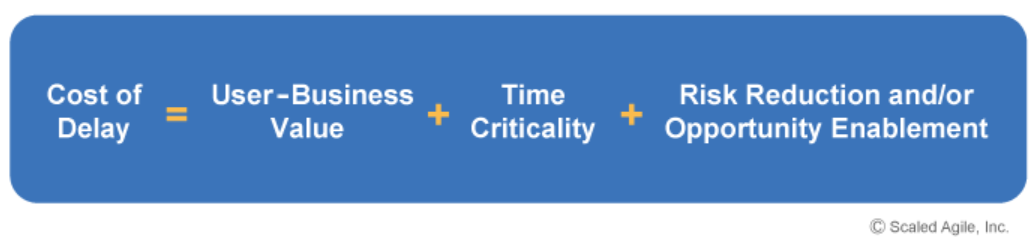 Cost of
Delay
=
User-Business
Value
+
Time
Criticality
+
Risk Reduction and/or
Opportunity Enablement
© Scaled Agile, Inc.